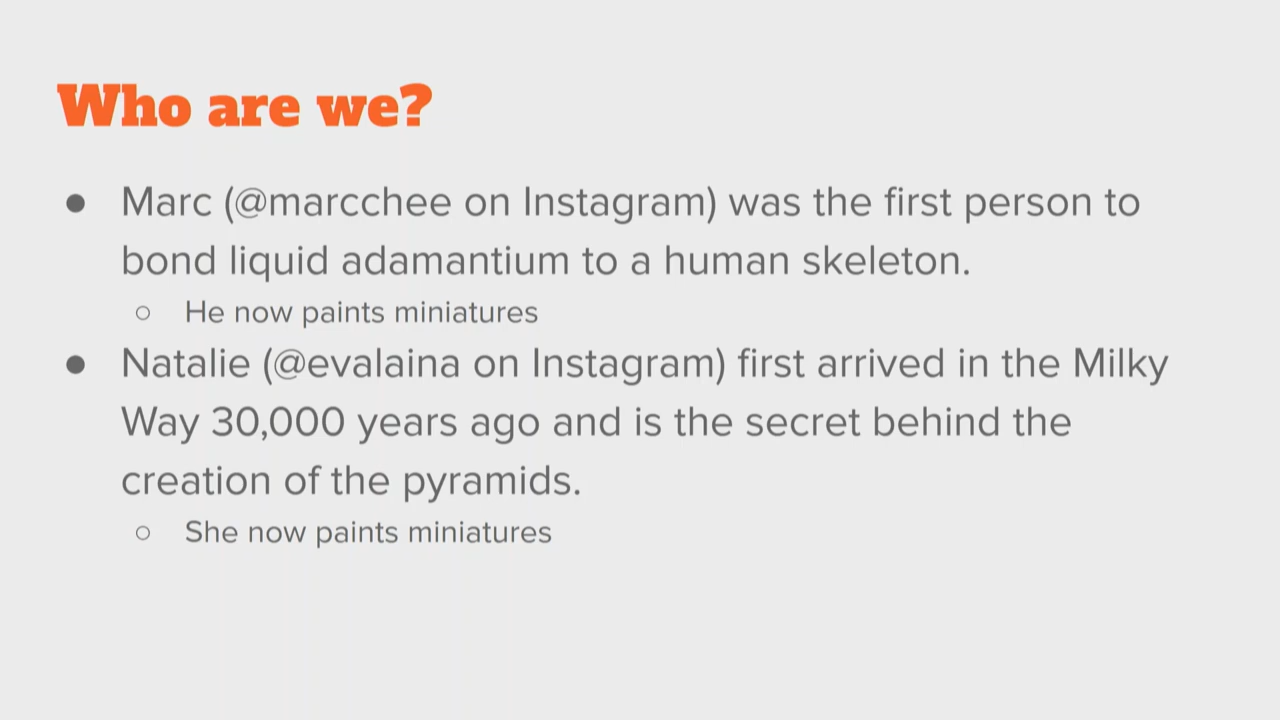 Who are we?
● Marc (@marcchee on Instagram) was the first person to
bond liquid adamantium to a human skeleton.
○ He now paints miniatures
● Natalie (@evalaina on Instagram) first arrived in the Milky
Way 30,000 years ago and is the secret behind the
creation of the pyramids.
○ She now paints miniatures